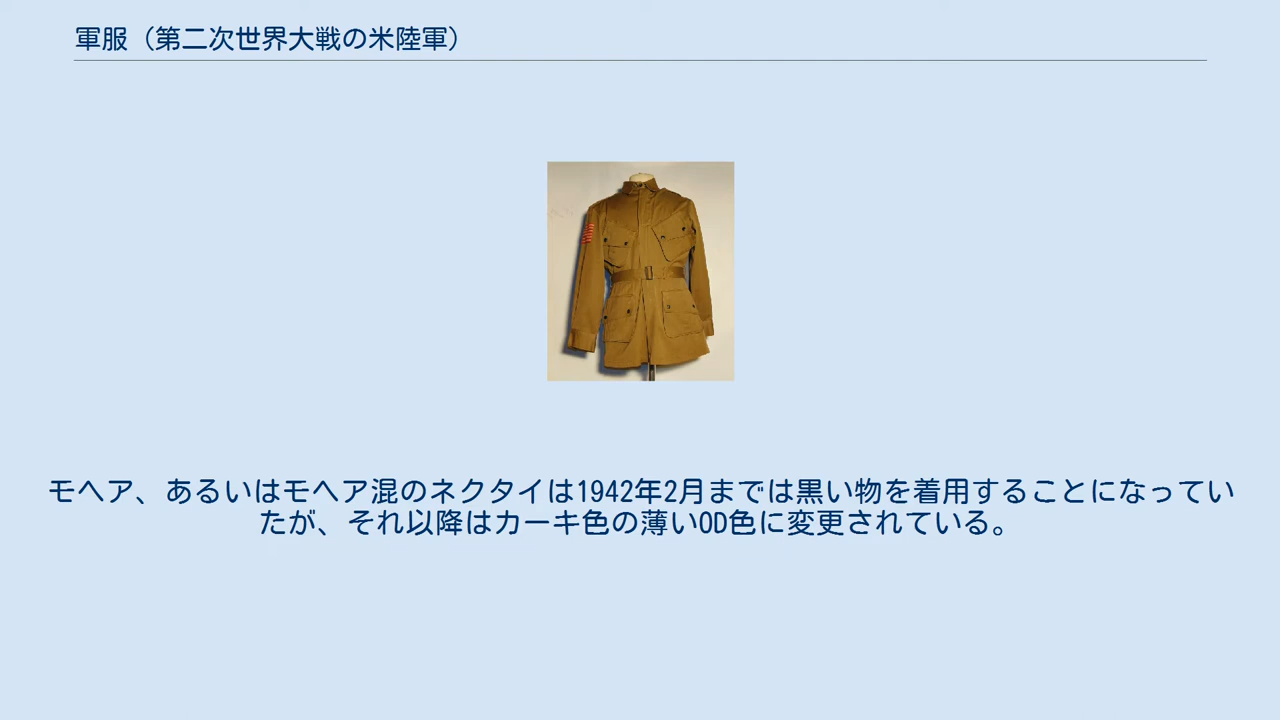 軍服（第二次世界大戦の米陸軍）
モヘア、あるいはモヘア混のネクタイは1942年2月までは黒い物を着用することになってい
たが、それ以降はカーキ色の薄いOD色に変更されている。